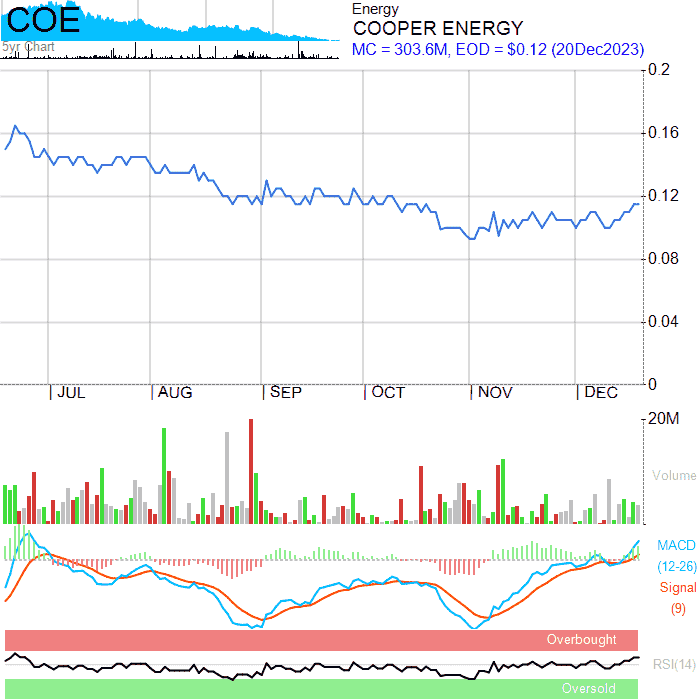 COE
5yr Chart
Energy
COOPER ENERGY
MC = 303.6M, EOD = $0.12 (20Dec2023)
0.2
0.16
0.12
0.08
0.04
0
JUL AUG SEP OCT NOV DEC
20M
Volume
MACD
(12-26)
Signal
(9)
Overbought
RSI(14)
Oversold